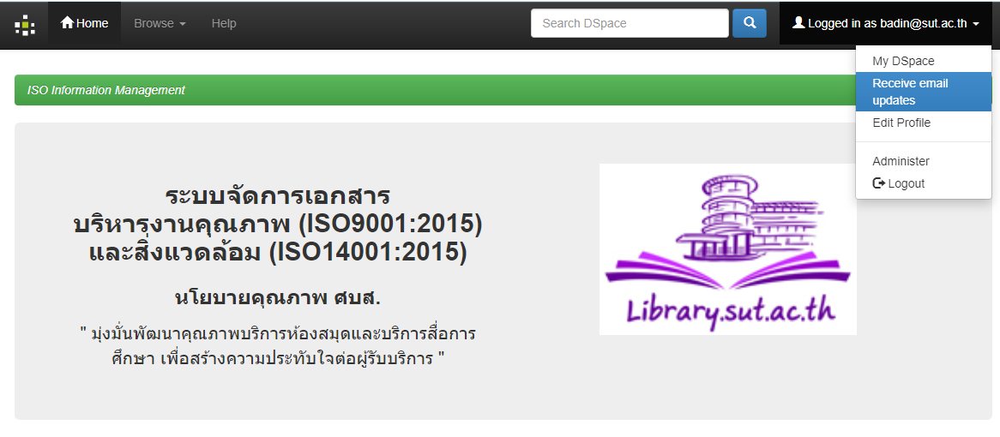 Home Browse Help Search DSpace Logged in as badin@sut.ac.th
My DSpace
Receive email
updates
Edit Profile
Administer
Logout
ISO Information Management
ระบบจัดการเอกสาร
บริหารงานคุณภาพ (ISO9001:2015)
และสิ่งแวดล้อม (ISO14001:2015)
นโยบายคุณภาพ ศบส.
" มุ่งมั่นพัฒนาคุณภาพบริการห้องสมุดและบริการสื่อการ
ศึกษา เพื่อสร้างความประทับใจต่อผู้รับบริการ "
Library.sut.ac.th